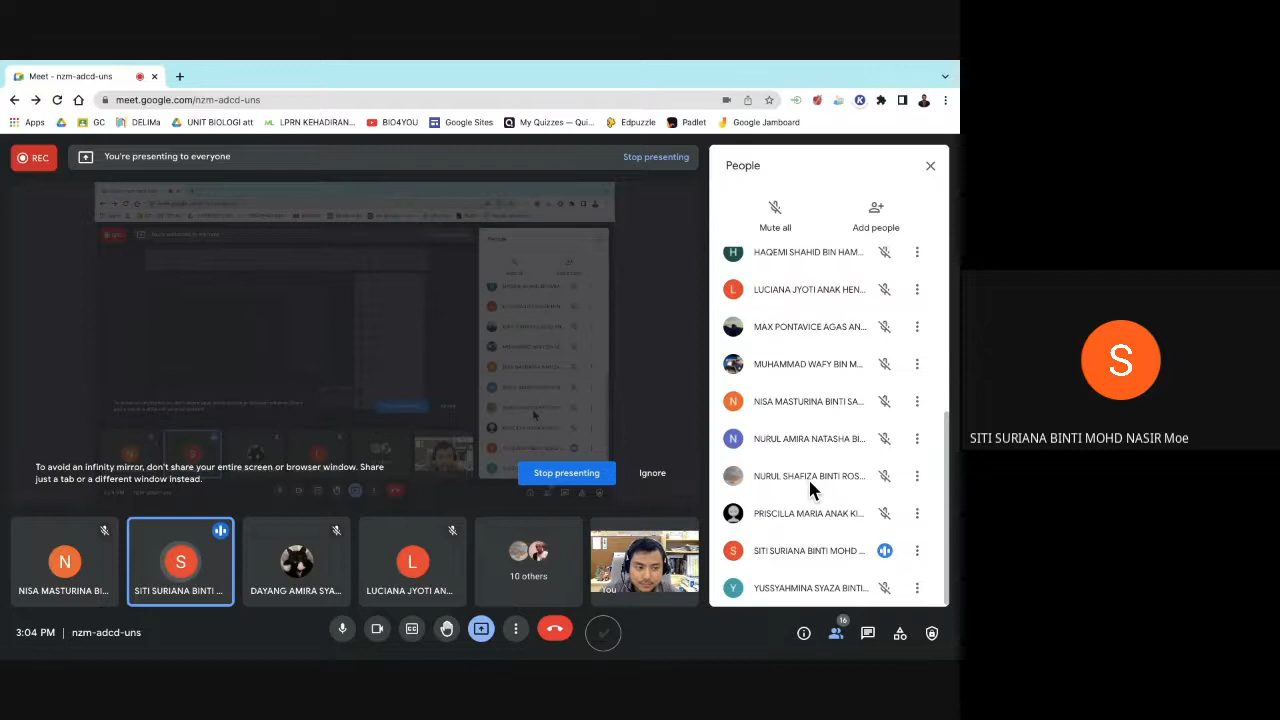 Meet - nzm-adcd-uns
meet.google.com/nzm-adcd-uns
Apps GC DELIMa UNIT BIOLOGI att LPRN KEHADIRAN... BIO4YOU Google Sites My Quizzes — Qui... Edpuzzle Padlet Google Jamboard
REC You're presenting to everyone Stop presenting
People
Mute all Add people
H HAQEMI SHAHID BIN HAM...
L LUCIANA JYOTI ANAK HEN...
MAX PONTAVICE AGAS AN...
MUHAMMAD WAFY BIN M...
N NISA MASTURINA BINTI SA...
N NURUL AMIRA NATASHA BI...
NURUL SHAFIZA BINTI ROS...
PRISCILLA MARIA ANAK KI...
S SITI SURIANA BINTI MOHD ...
Y YUSSYAHMINA SYAZA BINTI...
To avoid an infinity mirror, don't share your entire screen or browser window. Share
just a tab or a different window instead.
Stop presenting Ignore
N S L
10 others
NISA MASTURINA BI... SITI SURIANA BINTI ... DAYANG AMIRA SYA... LUCIANA JYOTI AN... You
3:04 PM | nzm-adcd-uns
CC
16
S
SITI SURIANA BINTI MOHD NASIR Moe